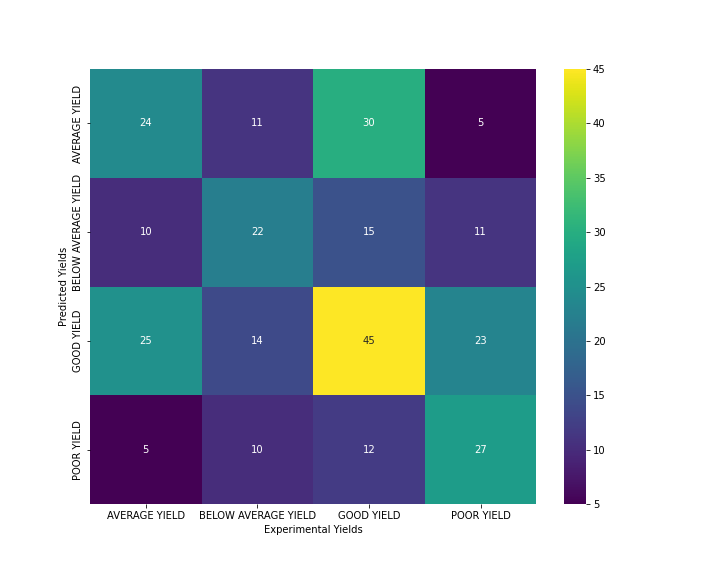 Predicted Yields
AVERAGE YIELD
BELOW AVERAGE YIELD
GOOD YIELD
POOR YIELD
24 11 30 5
10 22 15 11
25 14 45 23
5 10 12 27
AVERAGE YIELD BELOW AVERAGE YIELD GOOD YIELD POOR YIELD
Experimental Yields
45
40
35
30
25
20
15
10
5